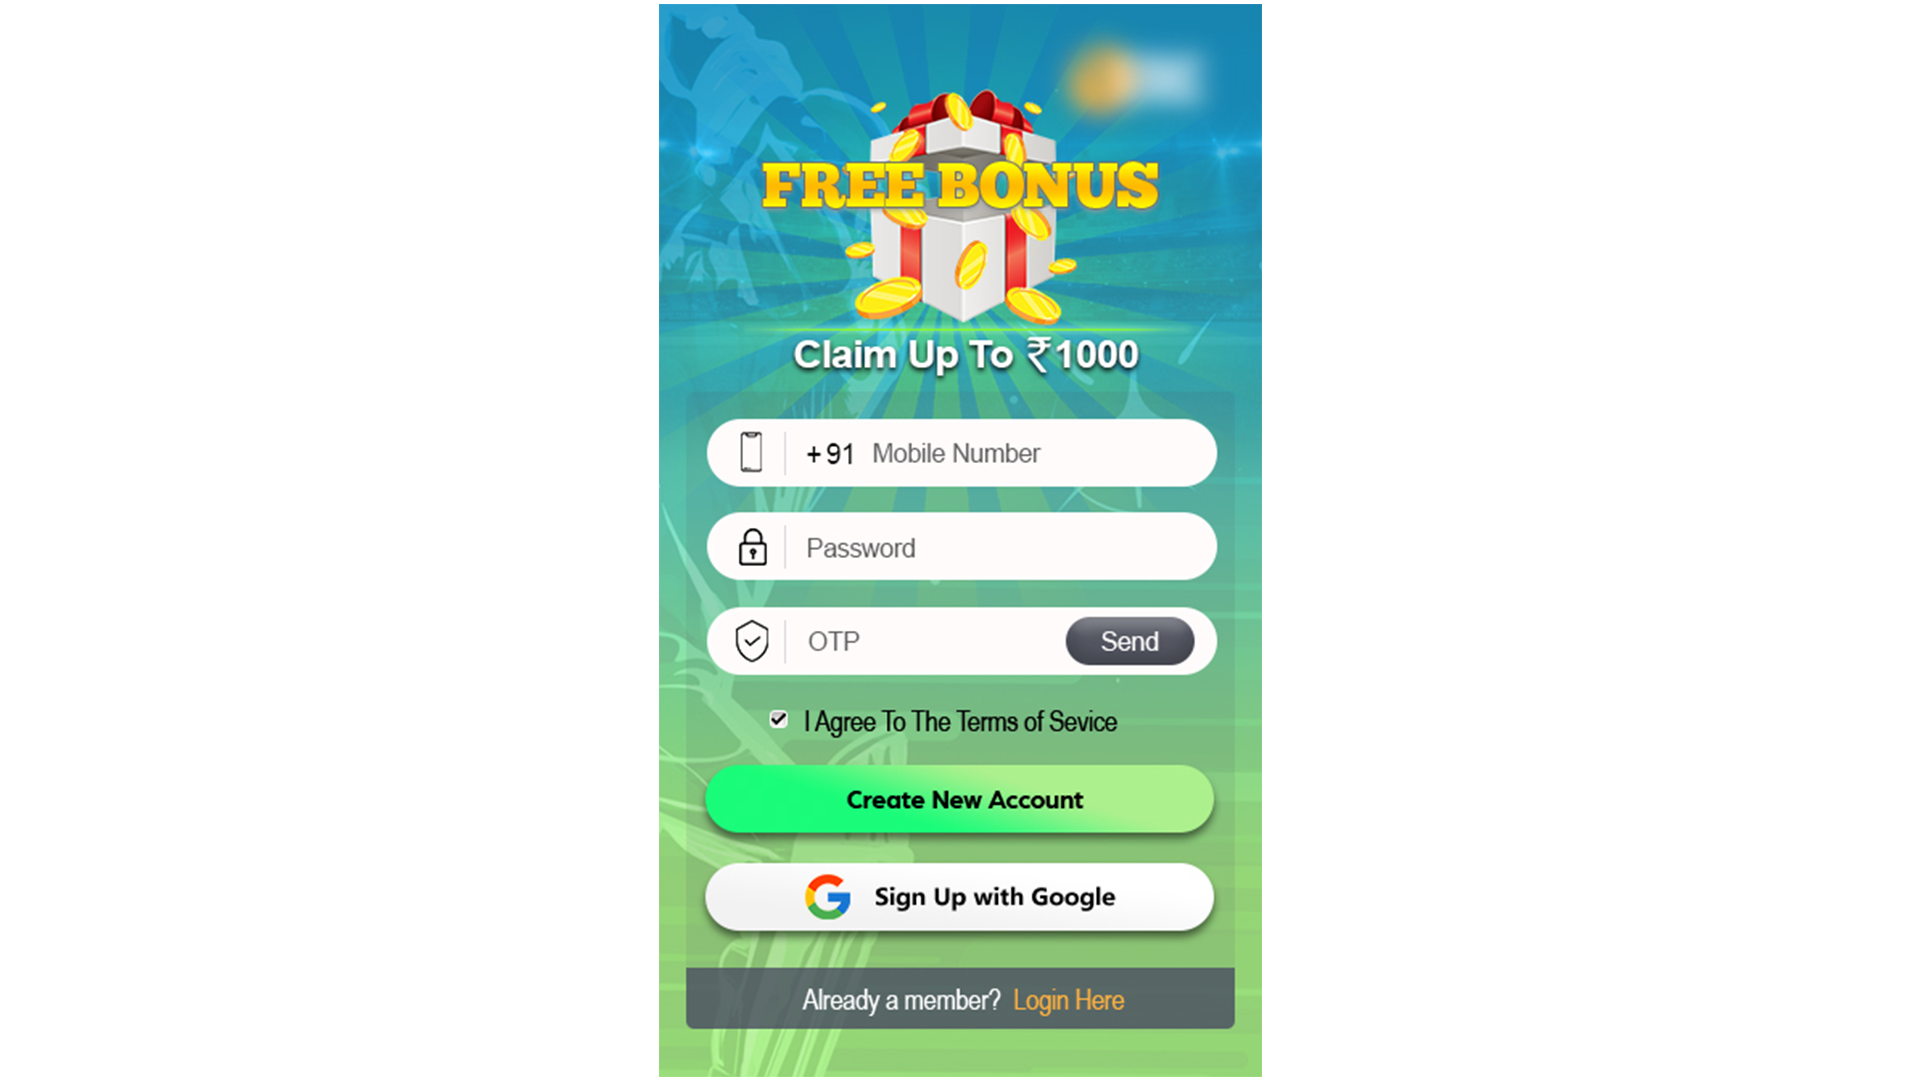 FREE BONUS
Claim Up To ₹1000
+91 Mobile Number
Password
OTP Send
I Agree To The Terms of Sevice
Create New Account
Sign Up with Google
Already a member? Login Here